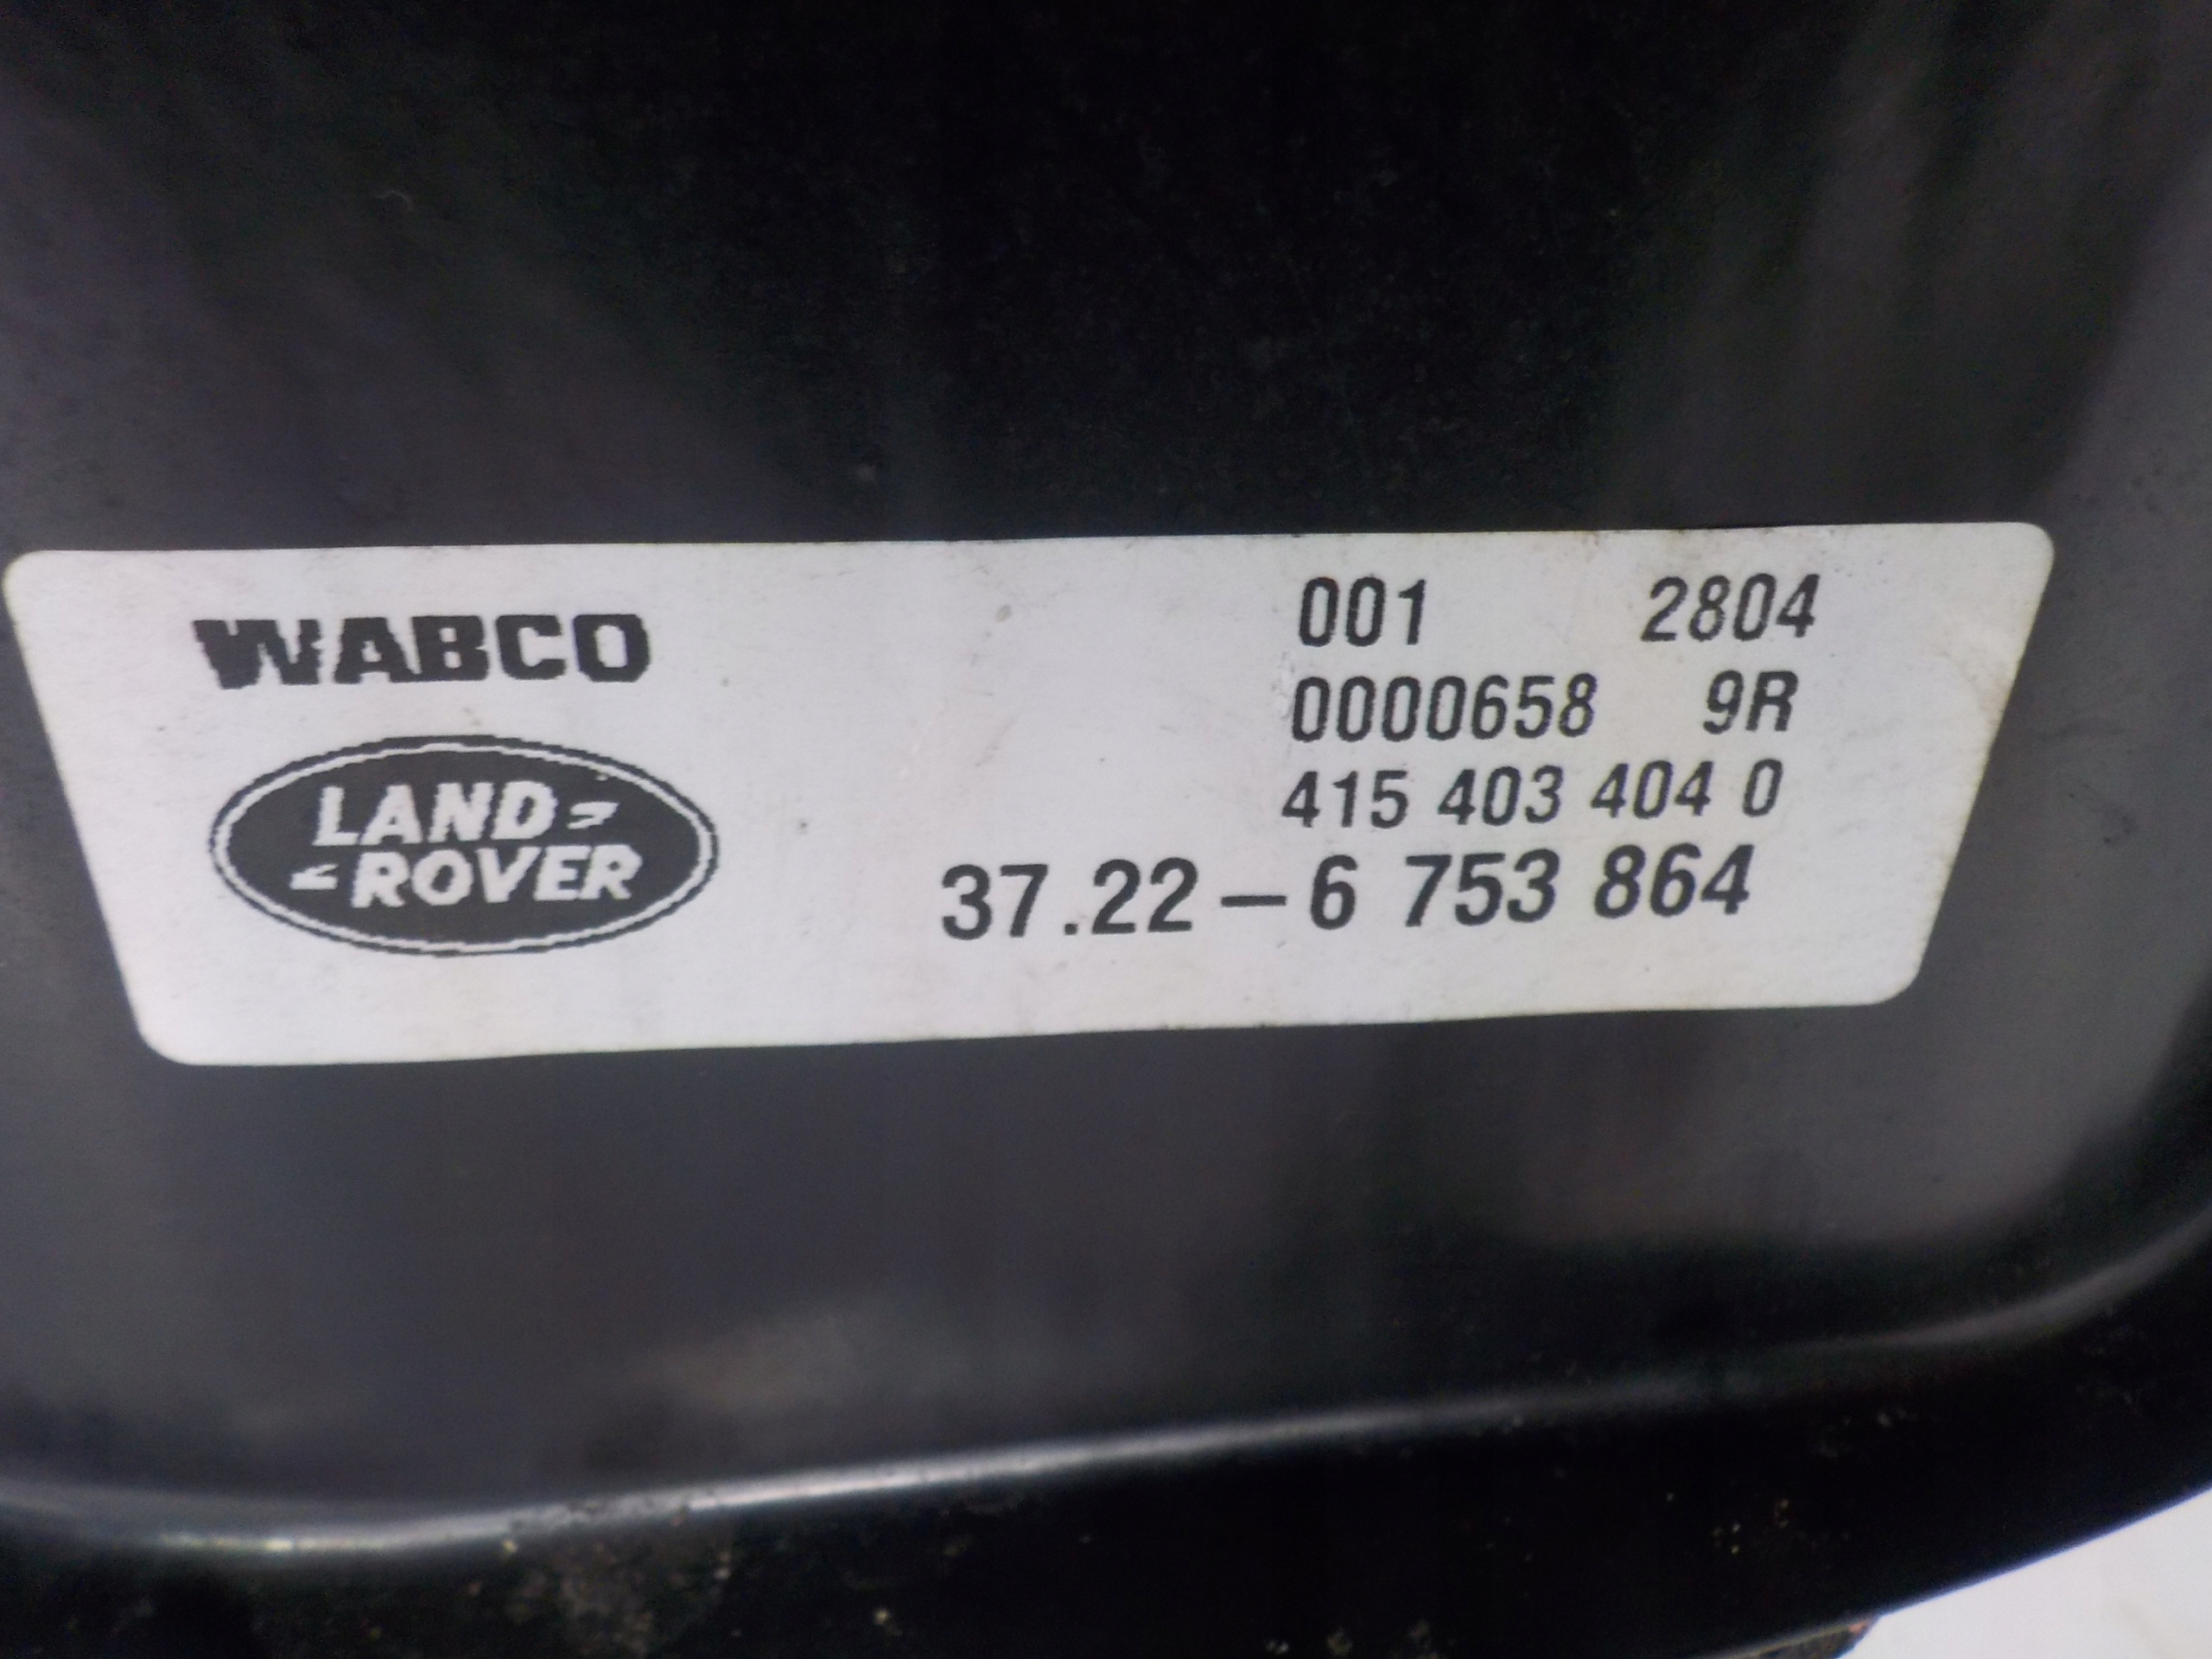 WABCO
LAND
ROVER
001 2804
0000658 9R
415 403 404 0
37.22-6 753 864